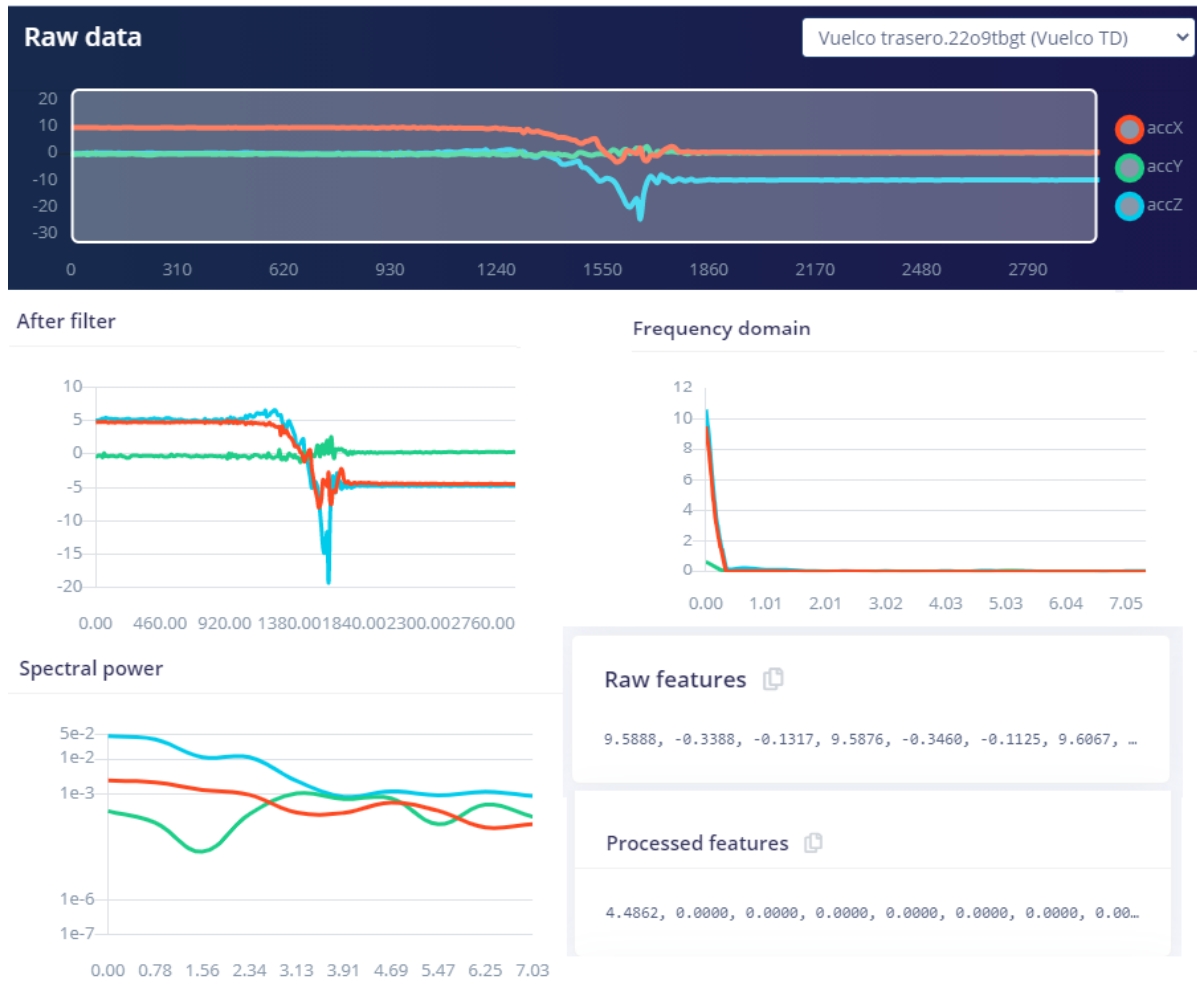 Raw data
Vuelco trasero.22o9tbgt (Vuelco TD)
20
10
0
-10
-20
-30
accX
accY
accZ
0 310 620 930 1240 1550 1860 2170 2480 2790
After filter
10
5
0
-5
-10
-15
-20
0.00 460.00 920.00 1380.00 1840.00 2300.00 2760.00
Frequency domain
12
10
8
6
4
2
0
0.00 1.01 2.01 3.02 4.03 5.03 6.04 7.05
Spectral power
5e-2
1e-2
1e-3
1e-6
1e-7
0.00 0.78 1.56 2.34 3.13 3.91 4.69 5.47 6.25 7.03
Raw features
9.5888, -0.3388, -0.1317, 9.5876, -0.3460, -0.1125, 9.6067, …
Processed features
4.4862, 0.0000, 0.0000, 0.0000, 0.0000, 0.0000, 0.0000, 0.00…